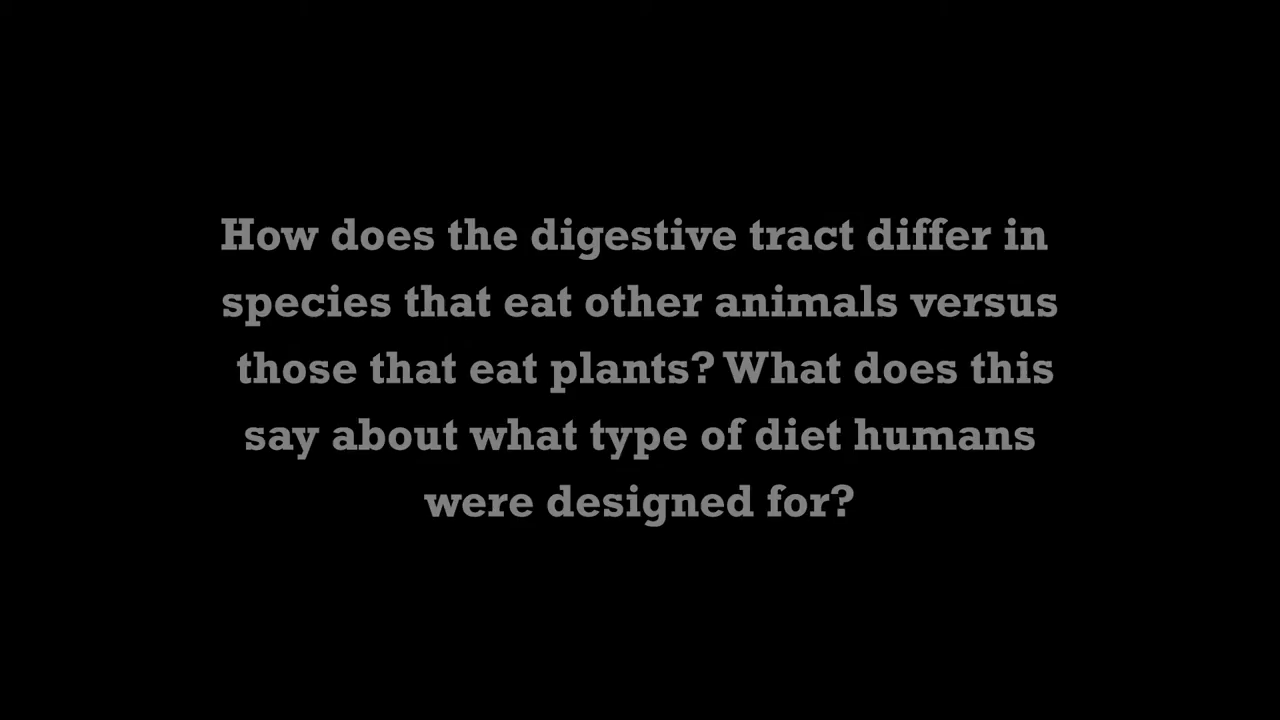 How does the digestive tract differ in
species that eat other animals versus
those that eat plants? What does this
say about what type of diet humans
were designed for?